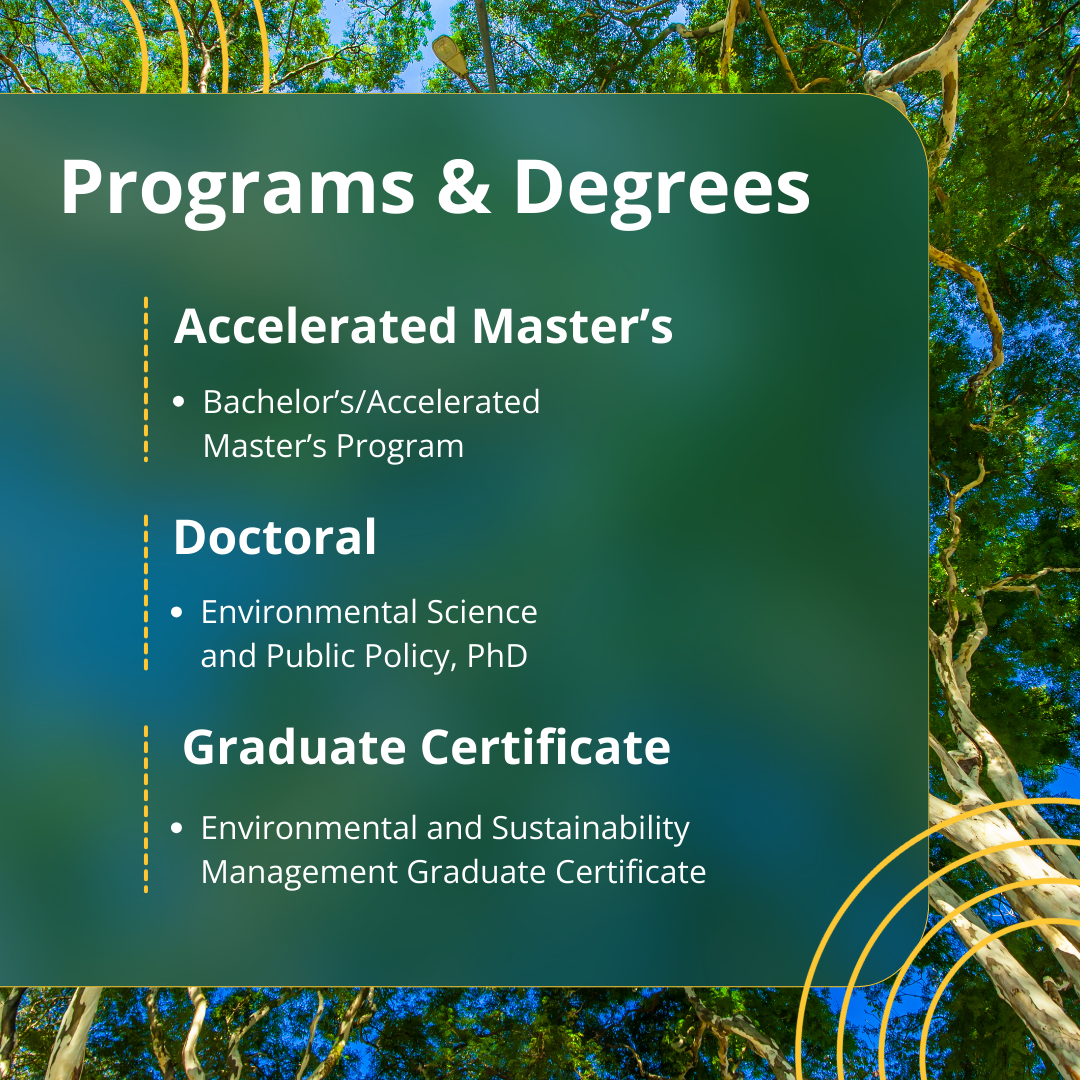 Programs & Degrees
Accelerated Master’s
• Bachelor’s/Accelerated
Master’s Program
Doctoral
• Environmental Science
and Public Policy, PhD
Graduate Certificate
• Environmental and Sustainability
Management Graduate Certificate